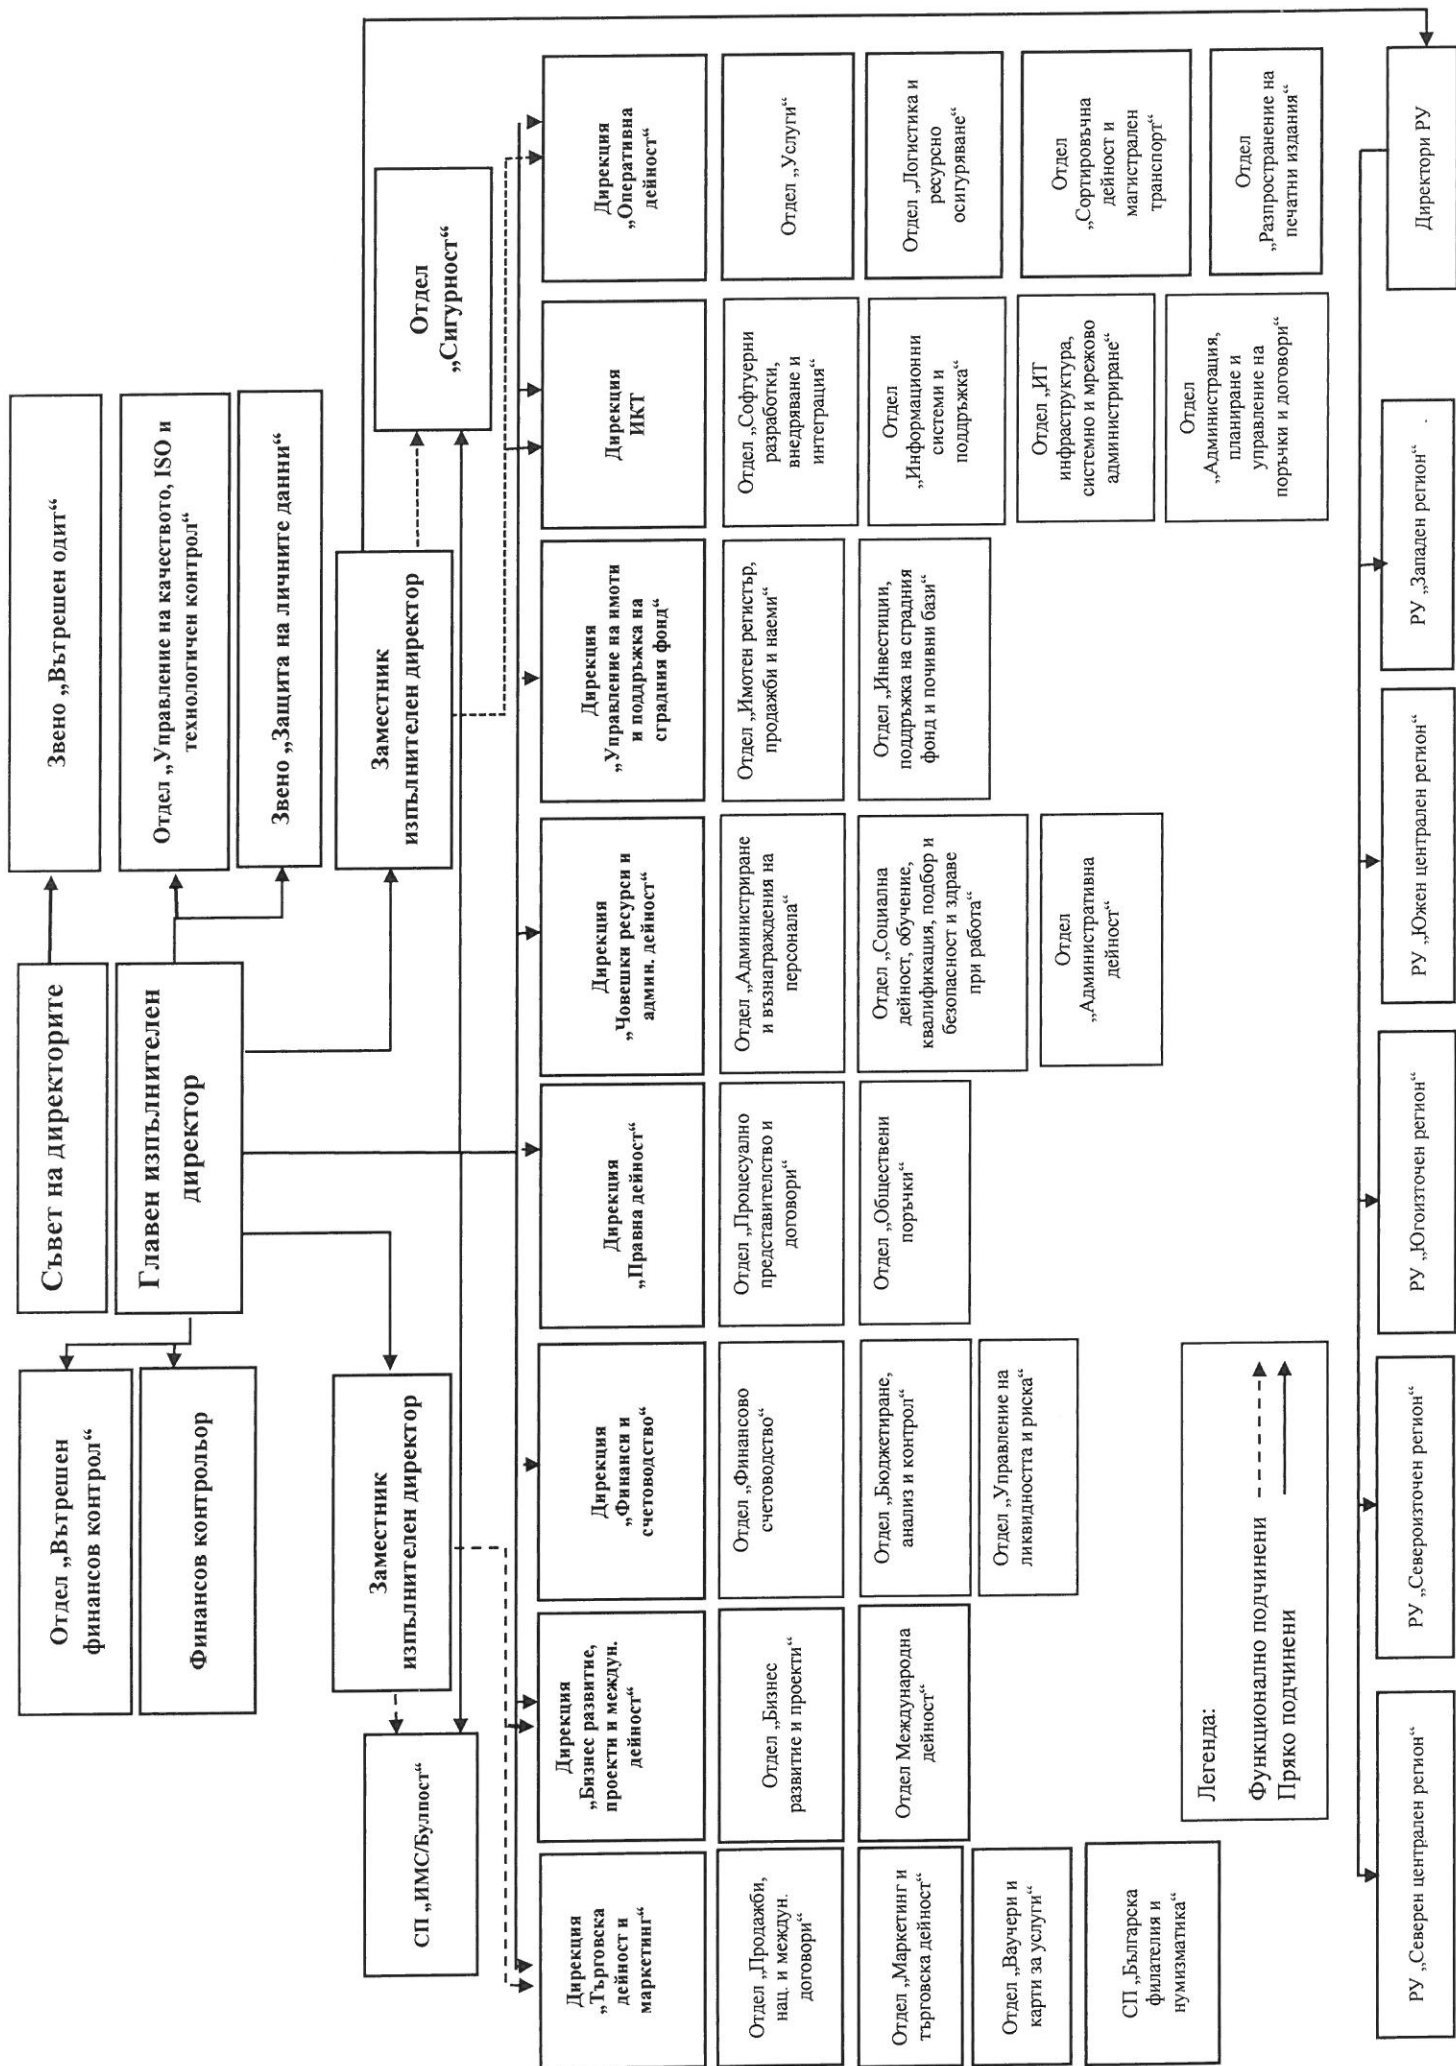 Съвет на директорите
Звено „Вътрешен одит“
Отдел „Вътрешен
финансов контрол“
Главен изпълнителен
директор
Отдел „Управление на качеството, ISO и
технологичен контрол“
Финансов контрольор
Звено „Защита на личните данни“
Заместник
изпълнителен директор
Заместник
изпълнителен директор
СП „ИМС/Булпост“
Отдел
„Сигурност“
Дирекция
„Търговска
дейност и
маркетинг“
Дирекция
„Бизнес развитие,
проекти и междун.
дейност“
Дирекция
„Финанси и
счетоводство“
Дирекция
„Правна дейност“
Дирекция
„Човешки ресурси и
админ. дейност“
Дирекция
„Управление на имоти
и поддръжка на
сградния фонд“
Дирекция
ИКТ
Дирекция
„Оперативна
дейност“
Отдел „Продажби,
нац. и междун.
договори“
Отдел „Бизнес
развитие и проекти“
Отдел „Финансово
счетоводство“
Отдел „Процесуално
представителство и
договори“
Отдел „Администриране
и възнаграждения на
персонала“
Отдел „Имотен регистър,
продажби и наеми“
Отдел „Софтуерни
разработки,
внедряване и
интеграция“
Отдел „Услуги“
Отдел „Маркетинг и
търговска дейност“
Отдел Международна
дейност“
Отдел „Бюджетиране,
анализ и контрол“
Отдел „Обществени
поръчки“
Отдел „Социална
дейност, обучение,
квалификация, подбор и
безопасност и здраве
при работа“
Отдел „Инвестиции,
поддръжка на сградния
фонд и почивни бази“
Отдел
„Информационни
системи и
поддръжка“
Отдел „Логистика и
ресурсно
осигуряване“
Отдел „Ваучери и
карти за услуги“
Отдел „Управление на
ликвидността и риска“
Отдел
„Административна
дейност“
Отдел „ИТ
инфраструктура,
системно и мрежово
администриране“
Отдел
„Сортировъчна
дейност и
магистрален
транспорт“
СП „Българска
филателия и
нумизматика“
Отдел
„Администрация,
планиране и
управление на
поръчки и договори“
Отдел
„Разпространение на
печатни издания“
Легенда:
Функционално подчинени
Пряко подчинени
Директори РУ
РУ „Северен централен регион“
РУ „Североизточен регион“
РУ „Югоизточен регион“
РУ „Южен централен регион“
РУ „Западен регион“